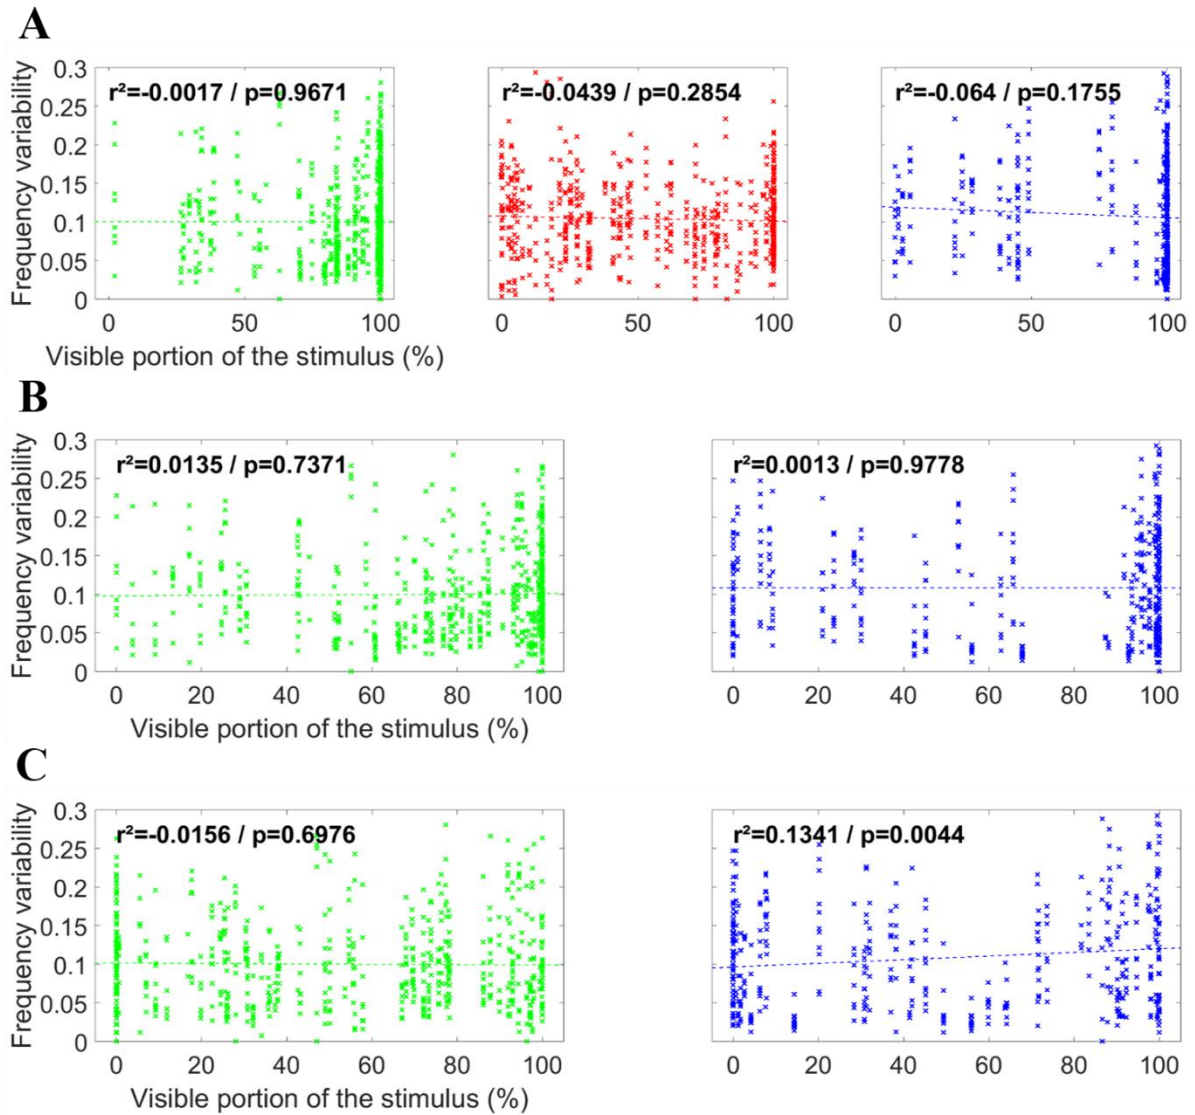 A
r²=-0.0017 / p=0.9671
r²=-0.0439 / p=0.2854
r²=-0.064 / p=0.1755
Frequency variability
0.3
0.25
0.2
0.15
0.1
0.05
0
0 50 100
0 50 100
0 50 100
Visible portion of the stimulus (%)
B
r²=0.0135 / p=0.7371
r²=0.0013 / p=0.9778
Frequency variability
0.3
0.25
0.2
0.15
0.1
0.05
0
0 20 40 60 80 100
0 20 40 60 80 100
Visible portion of the stimulus (%)
C
r²=-0.0156 / p=0.6976
r²=0.1341 / p=0.0044
Frequency variability
0.3
0.25
0.2
0.15
0.1
0.05
0
0 20 40 60 80 100
0 20 40 60 80 100
Visible portion of the stimulus (%)